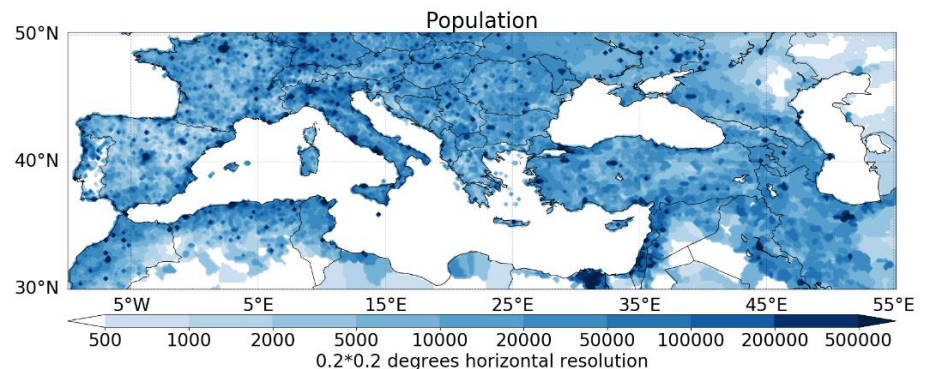 Population
50°N
40°N
30°N
5°W 5°E 15°E 25°E 35°E 45°E 55°E
500 1000 2000 5000 10000 20000 50000 100000 200000 500000
0.2*0.2 degrees horizontal resolution